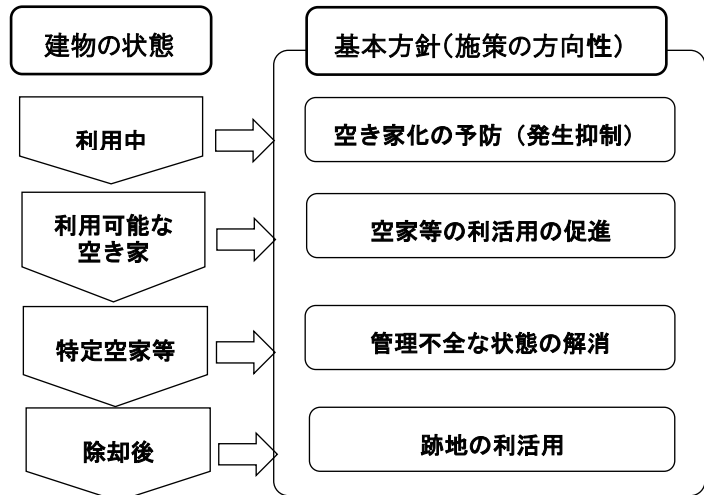 建物の状態
基本方針(施策の方向性)
利用中
空き家化の予防（発生抑制）
利用可能な
空き家
空家等の利活用の促進
特定空家等
管理不全な状態の解消
除却後
跡地の利活用